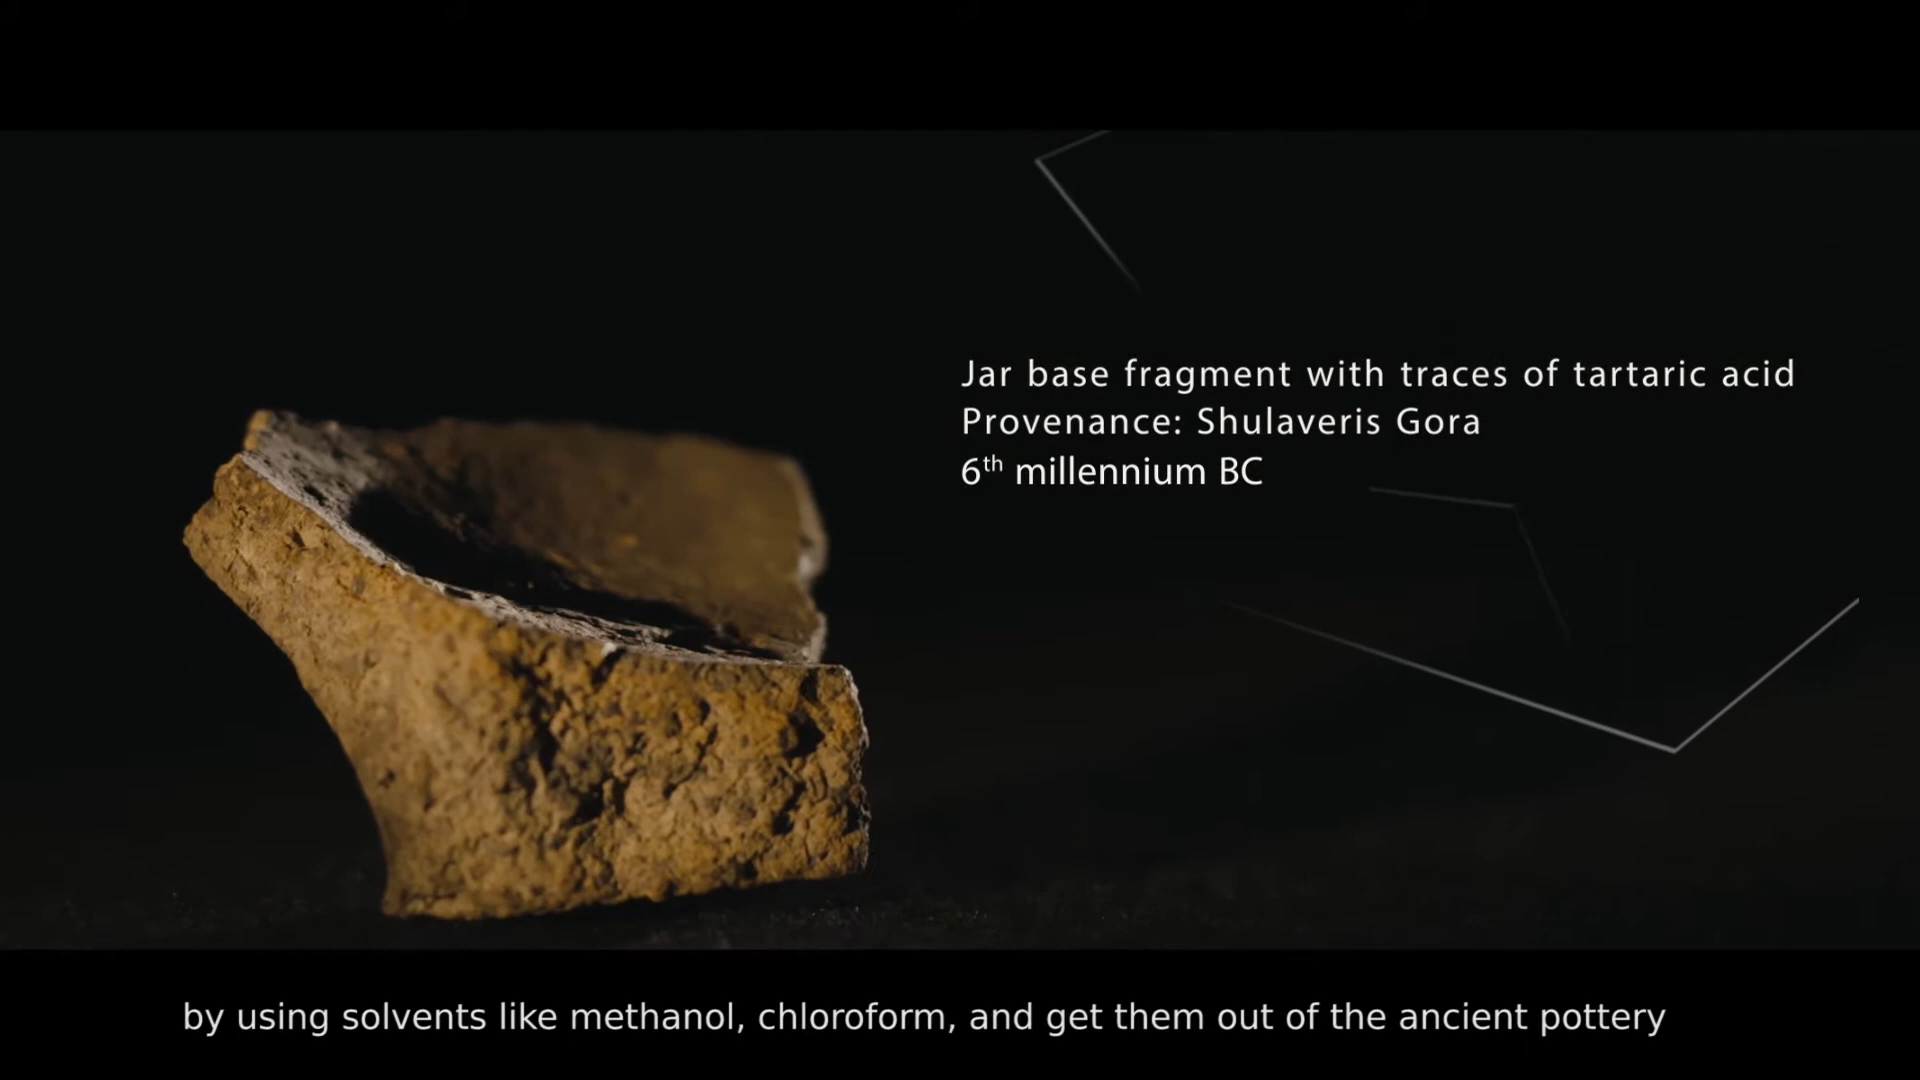 Jar base fragment with traces of tartaric acid
Provenance: Shulaveris Gora
6th millennium BC
by using solvents like methanol, chloroform, and get them out of the ancient pottery